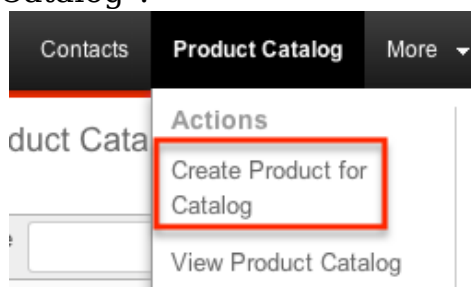 Catalog".
Contacts Product Catalog More
Actions
duct Cata
Create Product for
Catalog
View Product Catalog